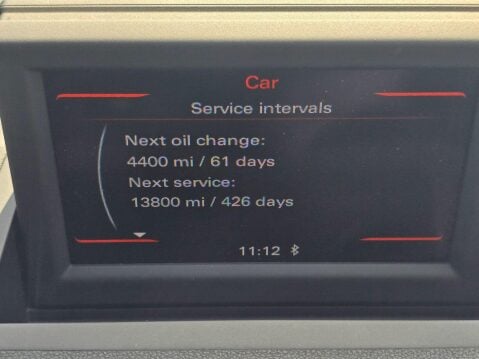 Car
Service intervals
Next oil change:
4400 mi / 61 days
Next service:
13800 mi / 426 days
11:12